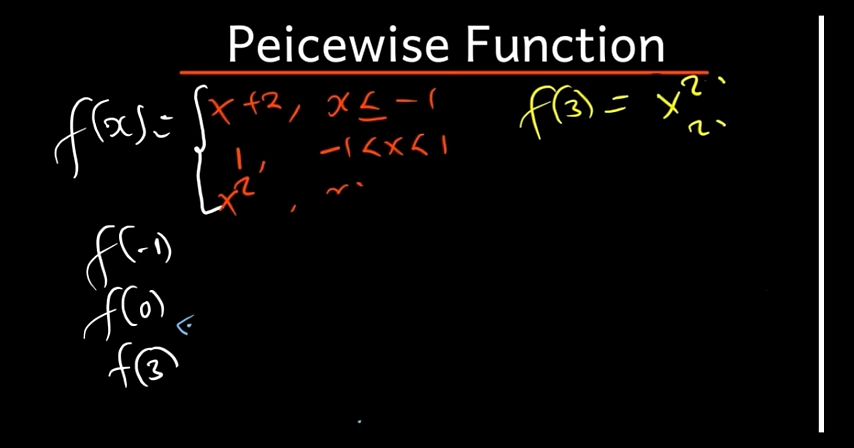 Peicewise Function
f(x) = { x + 2, x ≤ -1
1, -1 < x < 1
x²,
f(3) = x²
f(-1)
f(0)
f(3)